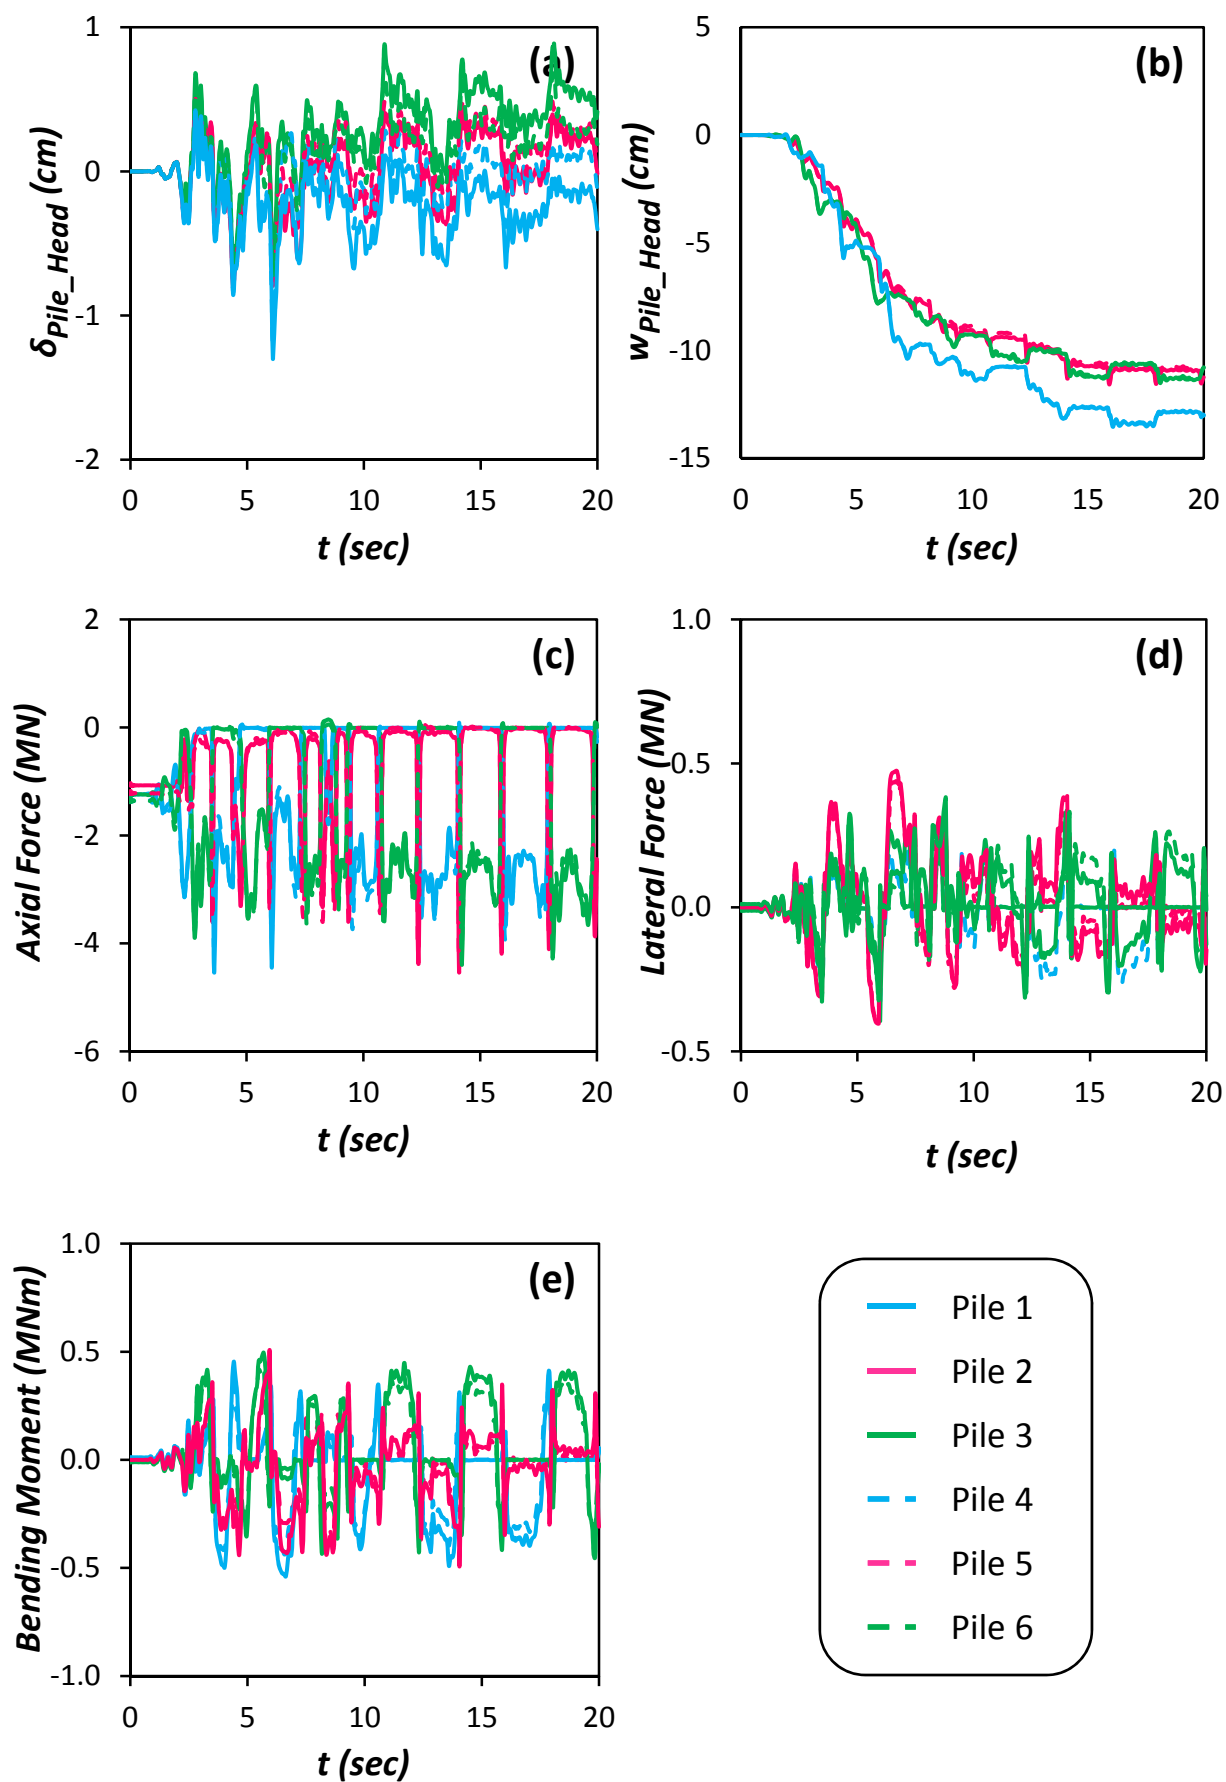 1
0
-1
-2
(a)
δPile_Head (cm)
0 5 10 15 20
t (sec)
5
0
-5
-10
-15
(b)
wPile_Head (cm)
0 5 10 15 20
t (sec)
2
0
-2
-4
-6
(c)
Axial Force (MN)
0 5 10 15 20
t (sec)
1.0
0.5
0.0
-0.5
(d)
Lateral Force (MN)
0 5 10 15 20
t (sec)
1.0
0.5
0.0
-0.5
-1.0
(e)
Bending Moment (MNm)
0 5 10 15 20
t (sec)
Pile 1
Pile 2
Pile 3
Pile 4
Pile 5
Pile 6